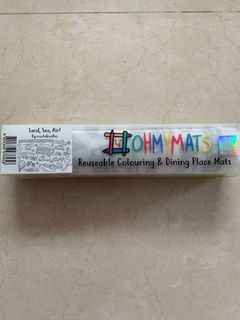 Land, Sea, Air!
OHMYMATS
Reuseable Colouring & Dining Place Mats